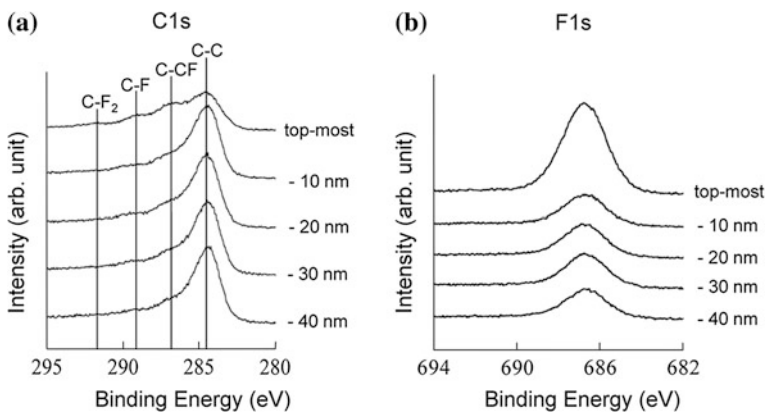 (a) C1s
C-C
C-CF
C-F
C-F2
top-most
- 10 nm
- 20 nm
- 30 nm
- 40 nm
Intensity (arb. unit)
295 290 285 280
Binding Energy (eV)
(b) F1s
top-most
- 10 nm
- 20 nm
- 30 nm
- 40 nm
Intensity (arb. unit)
694 690 686 682
Binding Energy (eV)